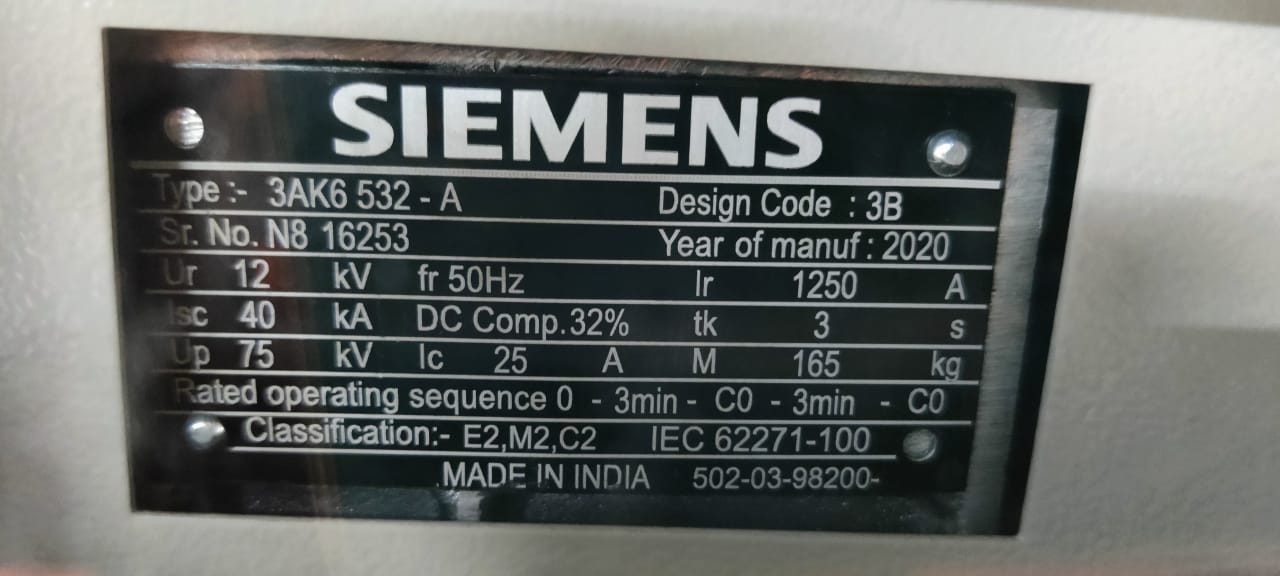 SIEMENS
Type :- 3AK6 532 - A Design Code : 3B
Sr. No. N8 16253 Year of manuf : 2020
Ur 12 kV fr 50Hz Ir 1250 A
Isc 40 kA DC Comp.32% tk 3 s
Up 75 kV Ic 25 A M 165 kg
Rated operating sequence 0 - 3min - C0 - 3min - C0
Classification:- E2,M2,C2 IEC 62271-100
MADE IN INDIA 502-03-98200-